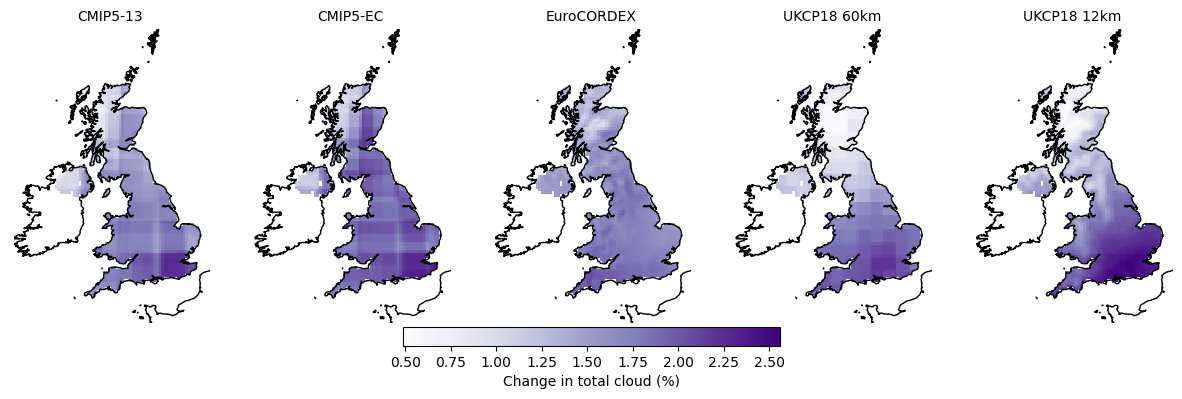 CMIP5-13
CMIP5-EC
EuroCORDEX
UKCP18 60km
UKCP18 12km
0.50 0.75 1.00 1.25 1.50 1.75 2.00 2.25 2.50
Change in total cloud (%)